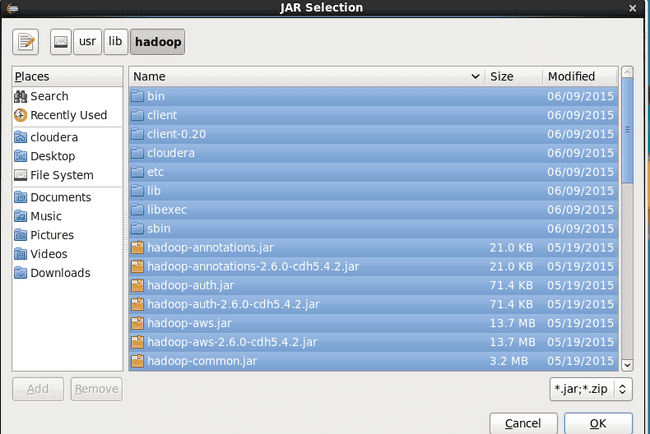 JAR Selection
usr lib hadoop
Places
Name Size Modified
Search
Recently Used
cloudera
Desktop
File System
Documents
Music
Pictures
Videos
Downloads
bin 06/09/2015
client 06/09/2015
client-0.20 06/09/2015
cloudera 06/09/2015
etc 06/09/2015
lib 06/09/2015
libexec 06/09/2015
sbin 06/09/2015
hadoop-annotations.jar 21.0 KB 05/19/2015
hadoop-annotations-2.6.0-cdh5.4.2.jar 21.0 KB 05/19/2015
hadoop-auth.jar 71.4 KB 05/19/2015
hadoop-auth-2.6.0-cdh5.4.2.jar 71.4 KB 05/19/2015
hadoop-aws.jar 13.7 MB 05/19/2015
hadoop-aws-2.6.0-cdh5.4.2.jar 13.7 MB 05/19/2015
hadoop-common.jar 3.2 MB 05/19/2015
Add Remove *.jar;*.zip
Cancel OK